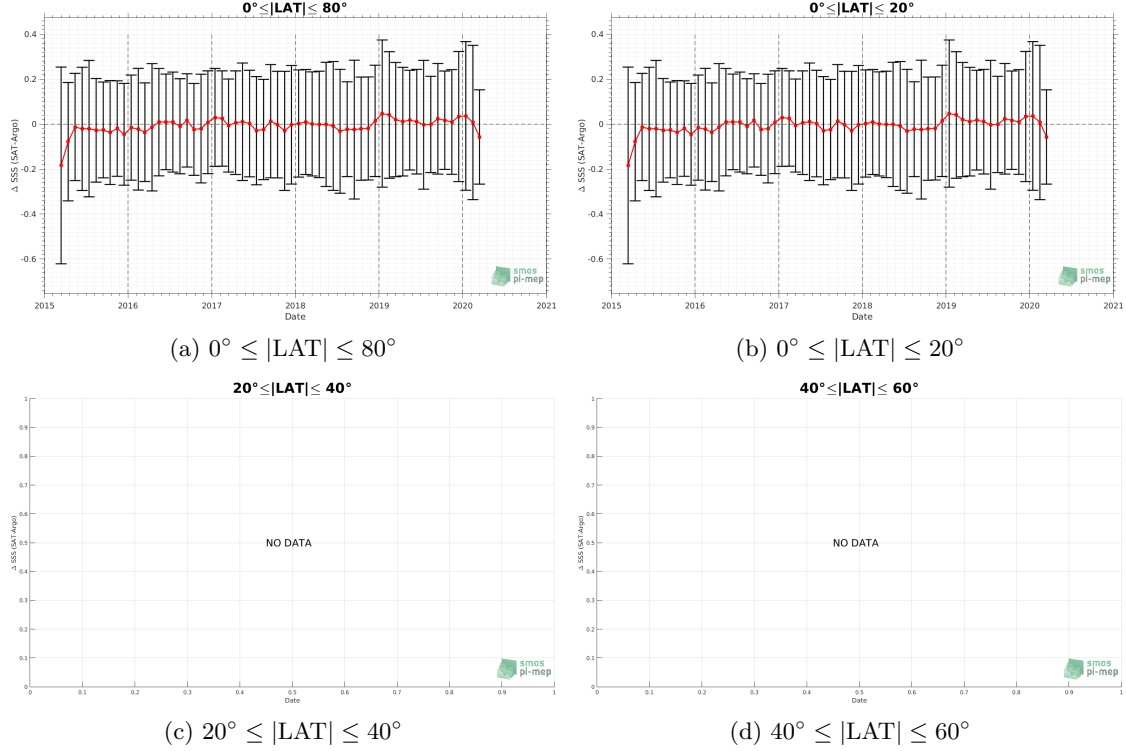 0°≤|LAT|≤ 80°
0.4
0.2
0
-0.2
-0.4
-0.6
Δ SSS (SAT-Argo)
2015 2016 2017 2018 2019 2020 2021
Date
smos
pi-mep
(a) 0° ≤ |LAT| ≤ 80°
0°≤|LAT|≤ 20°
0.4
0.2
0
-0.2
-0.4
-0.6
Δ SSS (SAT-Argo)
2015 2016 2017 2018 2019 2020 2021
Date
smos
pi-mep
(b) 0° ≤ |LAT| ≤ 20°
20°≤|LAT|≤ 40°
1
0.9
0.8
0.7
0.6
0.5
0.4
0.3
0.2
0.1
0
Δ SSS (SAT-Argo)
NO DATA
0 0.1 0.2 0.3 0.4 0.5 0.6 0.7 0.8 0.9 1
Date
smos
pi-mep
(c) 20° ≤ |LAT| ≤ 40°
40°≤|LAT|≤ 60°
1
0.9
0.8
0.7
0.6
0.5
0.4
0.3
0.2
0.1
0
Δ SSS (SAT-Argo)
NO DATA
0 0.1 0.2 0.3 0.4 0.5 0.6 0.7 0.8 0.9 1
Date
smos
pi-mep
(d) 40° ≤ |LAT| ≤ 60°